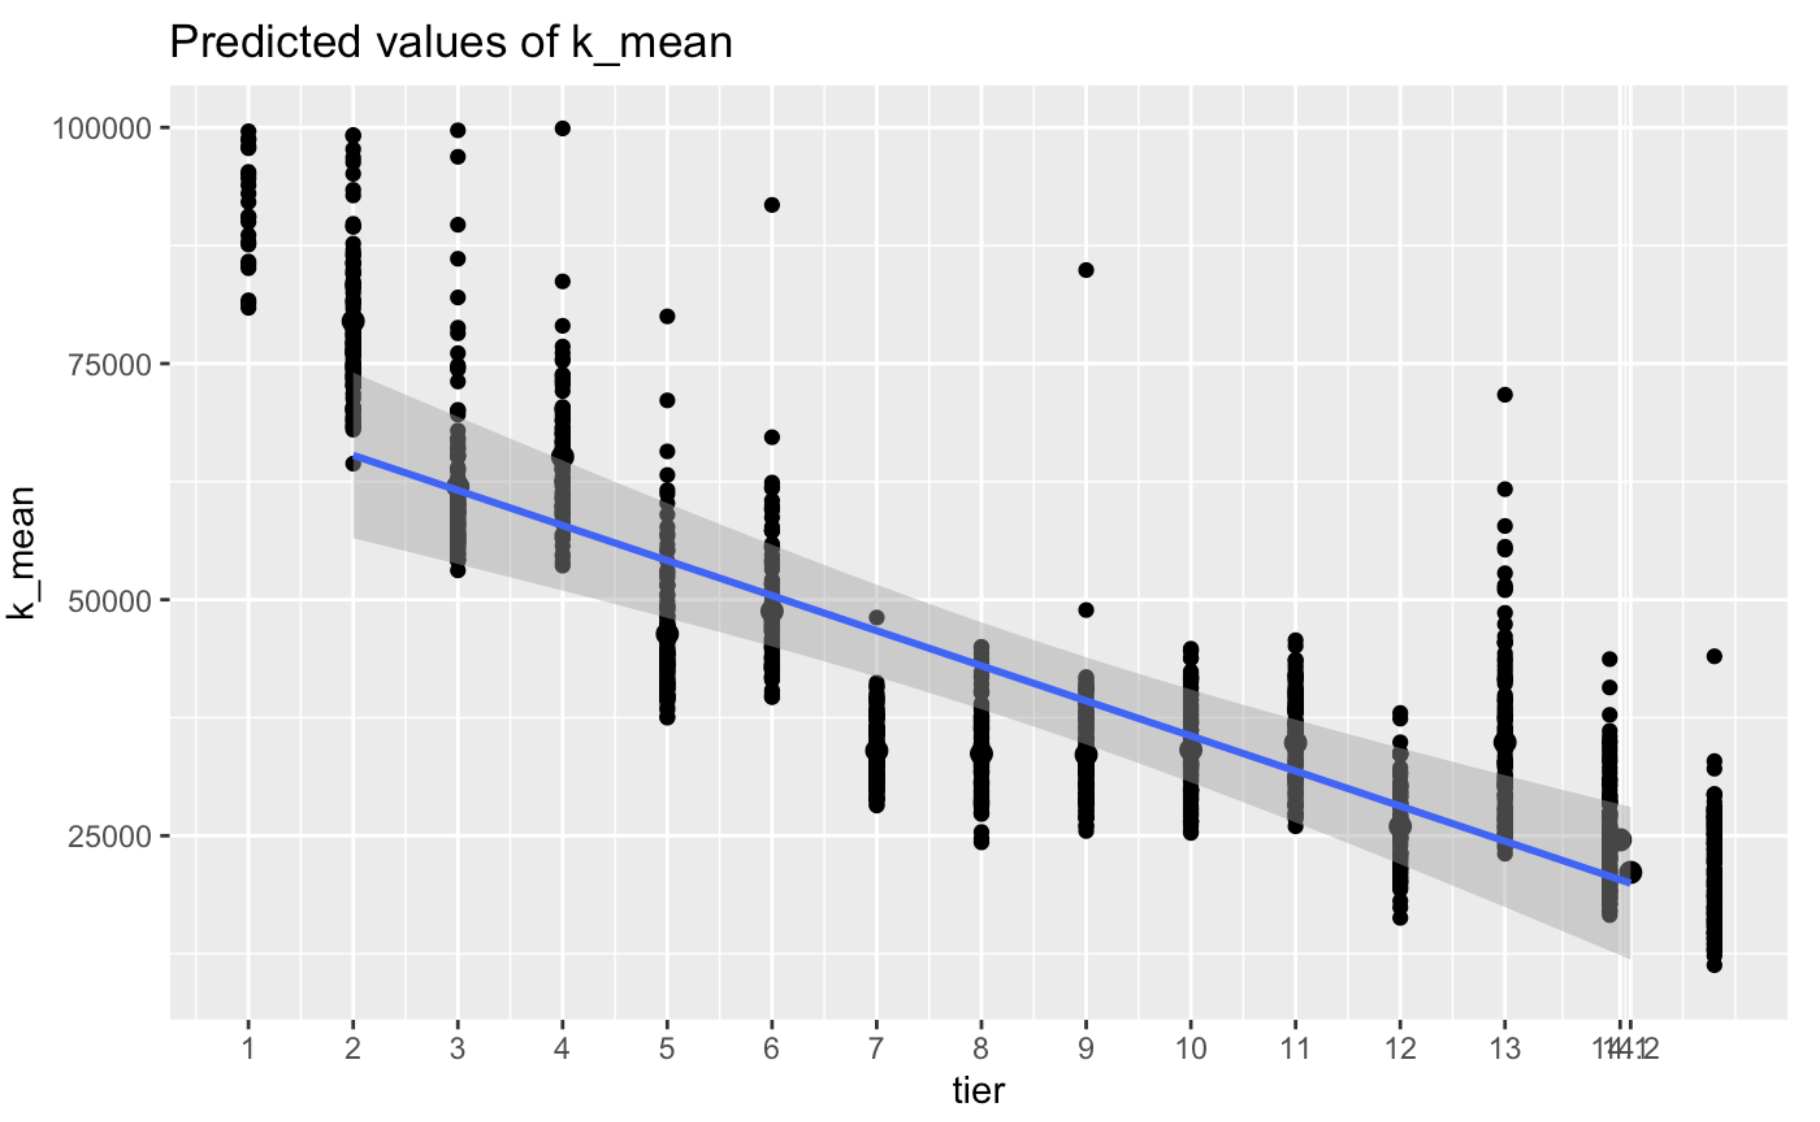 Predicted values of k_mean
100000
75000
50000
25000
k_mean
1 2 3 4 5 6 7 8 9 10 11 12 13
tier